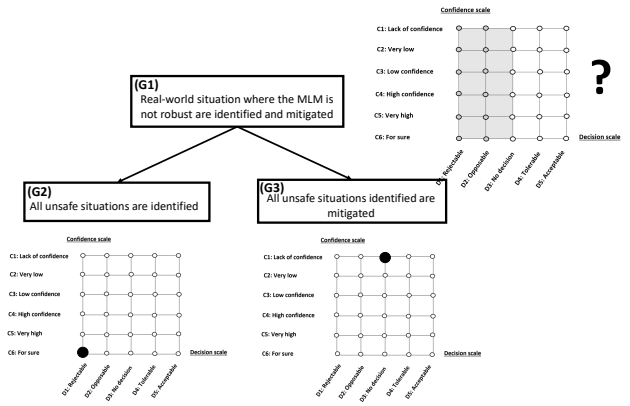 Confidence scale
C1: Lack of confidence
C2: Very low
C3: Low confidence
C4: High confidence
C5: Very high
C6: For sure
Decision scale
D1: Rejectable
D2: Opposable
D3: No decision
D4: Tolerable
D5: Acceptable
?
(G1)
Real-world situation where the MLM is
not robust are identified and mitigated
(G2)
All unsafe situations are identified
(G3)
All unsafe situations identified are
mitigated
Confidence scale
C1: Lack of confidence
C2: Very low
C3: Low confidence
C4: High confidence
C5: Very high
C6: For sure
Decision scale
D1: Rejectable
D2: Opposable
D3: No decision
D4: Tolerable
D5: Acceptable
Confidence scale
C1: Lack of confidence
C2: Very low
C3: Low confidence
C4: High confidence
C5: Very high
C6: For sure
Decision scale
D1: Rejectable
D2: Opposable
D3: No decision
D4: Tolerable
D5: Acceptable